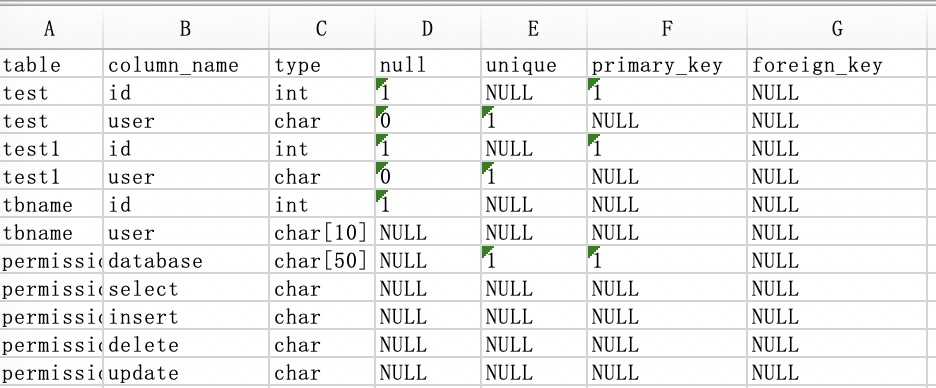 A B C D E F G
table column_name type null unique primary_key foreign_key
test id int 1 NULL 1 NULL
test user char 0 1 NULL NULL
test1 id int 1 NULL 1 NULL
test1 user char 0 1 NULL NULL
tbname id int 1 NULL NULL NULL
tbname user char[10] NULL NULL NULL NULL
permissi database char[50] NULL 1 1 NULL
permissi select char NULL NULL NULL NULL
permissi insert char NULL NULL NULL NULL
permissi delete char NULL NULL NULL NULL
permissi update char NULL NULL NULL NULL